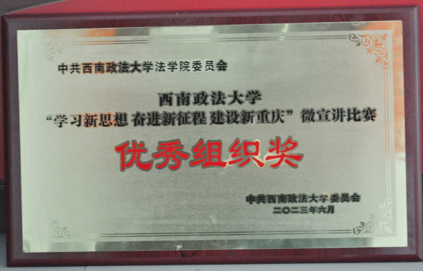 中共西南政法大学法学院委员会
西南政法大学
“学习新思想 奋进新征程 建设新重庆”微宣讲比赛
优秀组织奖
中共西南政法大学委员会
二〇二三年六月